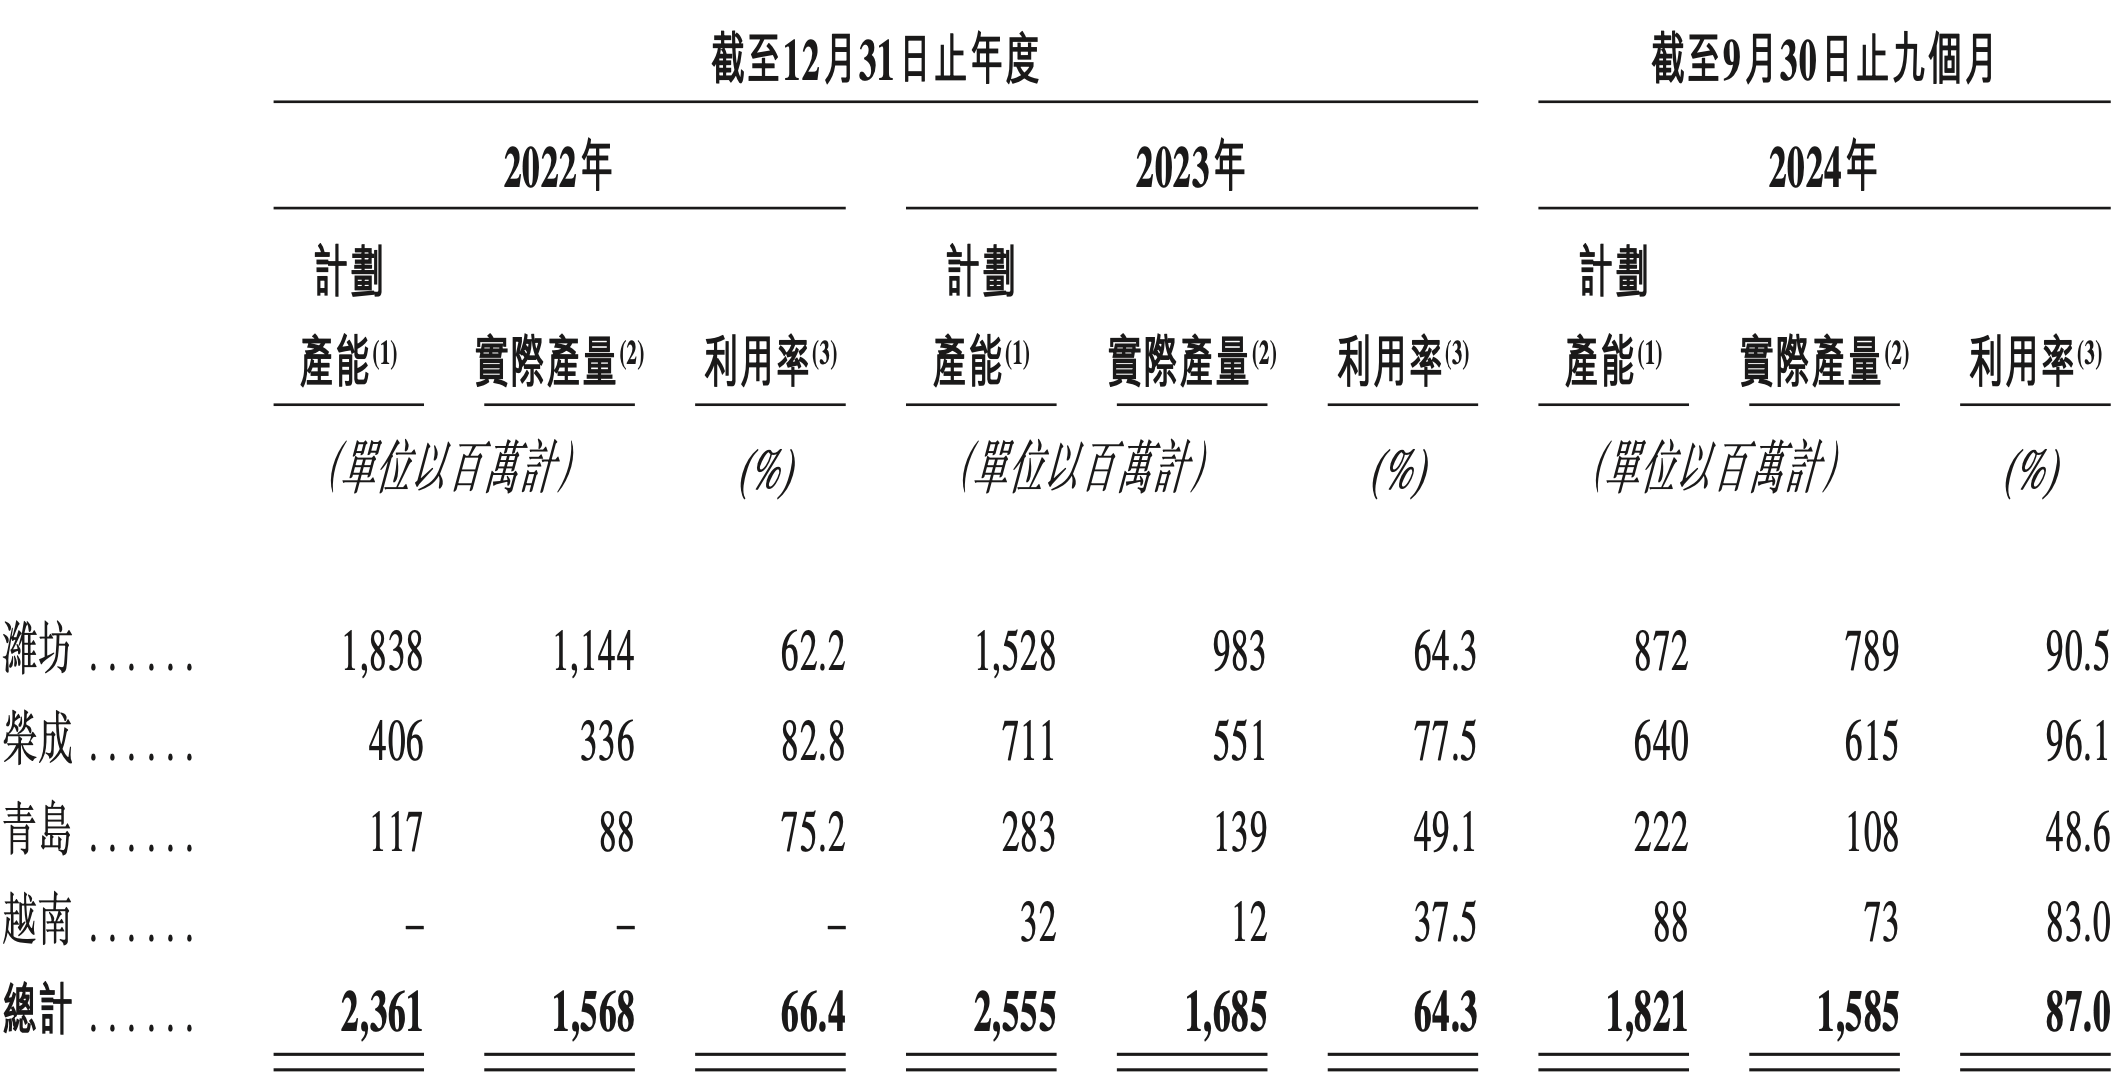 截至12月31日止年度 截至9月30日止九個月
2022年 2023年 2024年
計劃 計劃 計劃
產能(1) 實際產量(2) 利用率(3) 產能(1) 實際產量(2) 利用率(3) 產能(1) 實際產量(2) 利用率(3)
(單位以百萬計) (%) (單位以百萬計) (%) (單位以百萬計) (%)
濰坊 ...... 1,838 1,144 62.2 1,528 983 64.3 872 789 90.5
榮成 ...... 406 336 82.8 711 551 77.5 640 615 96.1
青島 ...... 117 88 75.2 283 139 49.1 222 108 48.6
越南 ...... – – – 32 12 37.5 88 73 83.0
總計 ...... 2,361 1,568 66.4 2,555 1,685 64.3 1,821 1,585 87.0